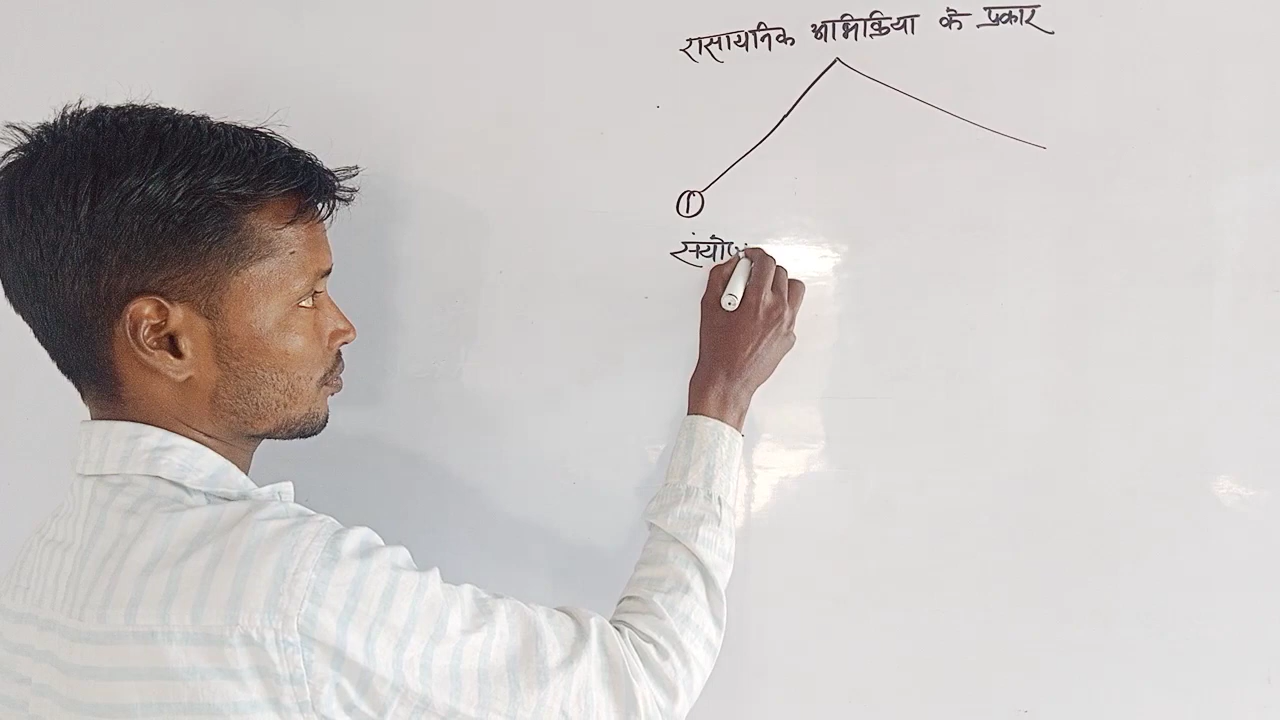 रासायनिक अभिक्रिया के प्रकार
①
संयो